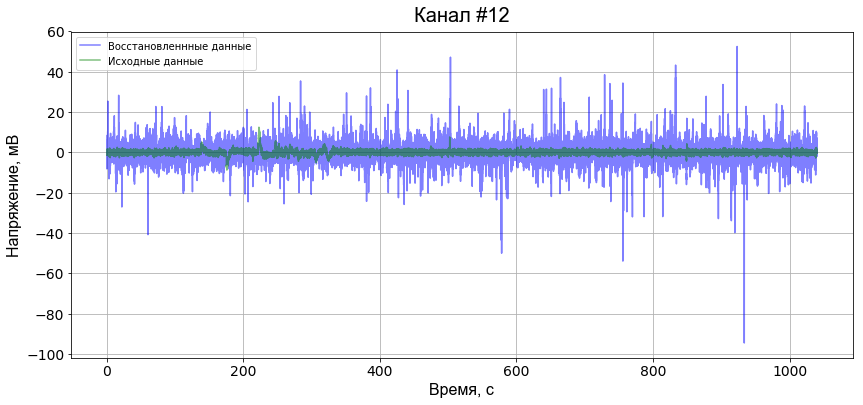 Канал #12
Восстановленнные данные
Исходные данные
Напряжение, мВ
60
40
20
0
−20
−40
−60
−80
−100
0 200 400 600 800 1000
Время, с